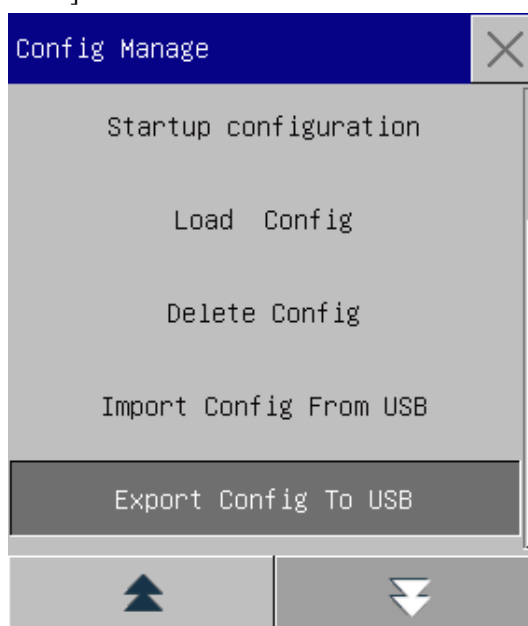 Config Manage
Startup configuration
Load Config
Delete Config
Import Config From USB
Export Config To USB